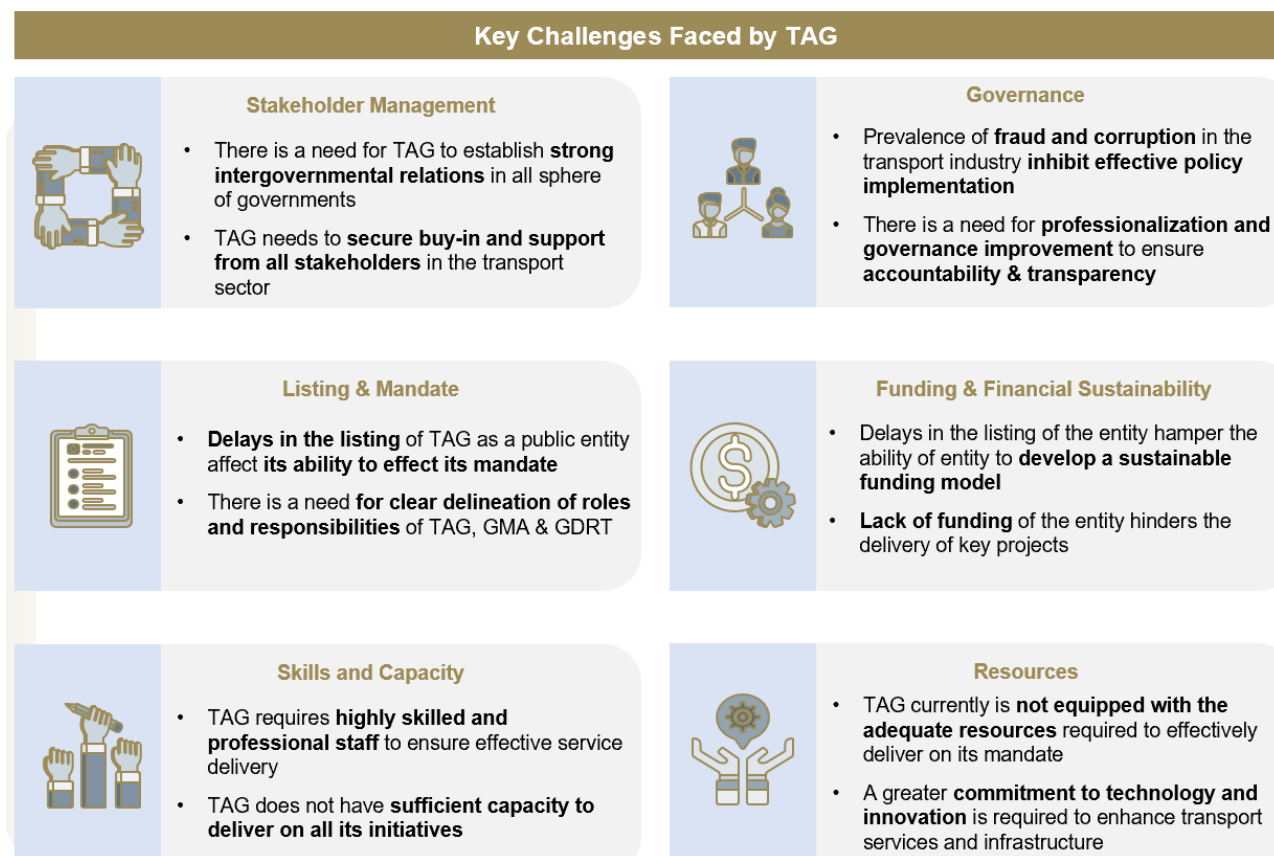 Key Challenges Faced by TAG
Stakeholder Management
• There is a need for TAG to establish strong
intergovernmental relations in all sphere
of governments
• TAG needs to secure buy-in and support
from all stakeholders in the transport
sector
Governance
• Prevalence of fraud and corruption in the
transport industry inhibit effective policy
implementation
• There is a need for professionalization and
governance improvement to ensure
accountability & transparency
Listing & Mandate
• Delays in the listing of TAG as a public entity
affect its ability to effect its mandate
• There is a need for clear delineation of roles
and responsibilities of TAG, GMA & GDRT
Funding & Financial Sustainability
• Delays in the listing of the entity hamper the
ability of entity to develop a sustainable
funding model
• Lack of funding of the entity hinders the
delivery of key projects
Skills and Capacity
• TAG requires highly skilled and
professional staff to ensure effective service
delivery
• TAG does not have sufficient capacity to
deliver on all its initiatives
Resources
• TAG currently is not equipped with the
adequate resources required to effectively
deliver on its mandate
• A greater commitment to technology and
innovation is required to enhance transport
services and infrastructure